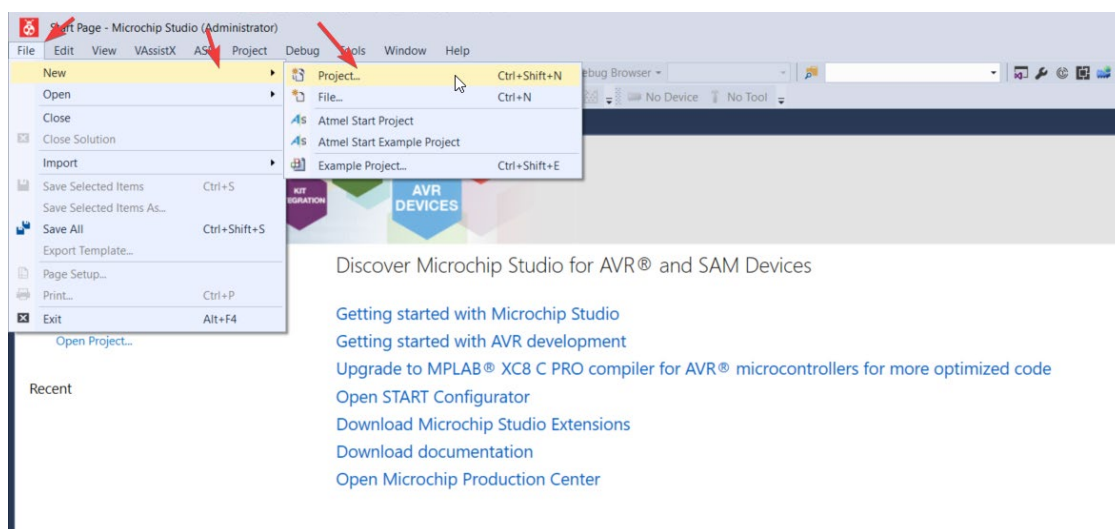 Start Page - Microchip Studio (Administrator)
File Edit View VAssistX ASF Project Debug Tools Window Help
New
Open
Close
Close Solution
Import
Save Selected Items Ctrl+S
Save Selected Items As...
Save All Ctrl+Shift+S
Export Template...
Page Setup...
Print... Ctrl+P
Exit Alt+F4
Project... Ctrl+Shift+N
File... Ctrl+N
Atmel Start Project
Atmel Start Example Project
Example Project... Ctrl+Shift+E
Debug Browser
No Device No Tool
KIT
AVR
DEVICES
Discover Microchip Studio for AVR® and SAM Devices
Getting started with Microchip Studio
Getting started with AVR development
Upgrade to MPLAB® XC8 C PRO compiler for AVR® microcontrollers for more optimized code
Open START Configurator
Download Microchip Studio Extensions
Download documentation
Open Microchip Production Center
Open Project...
Recent